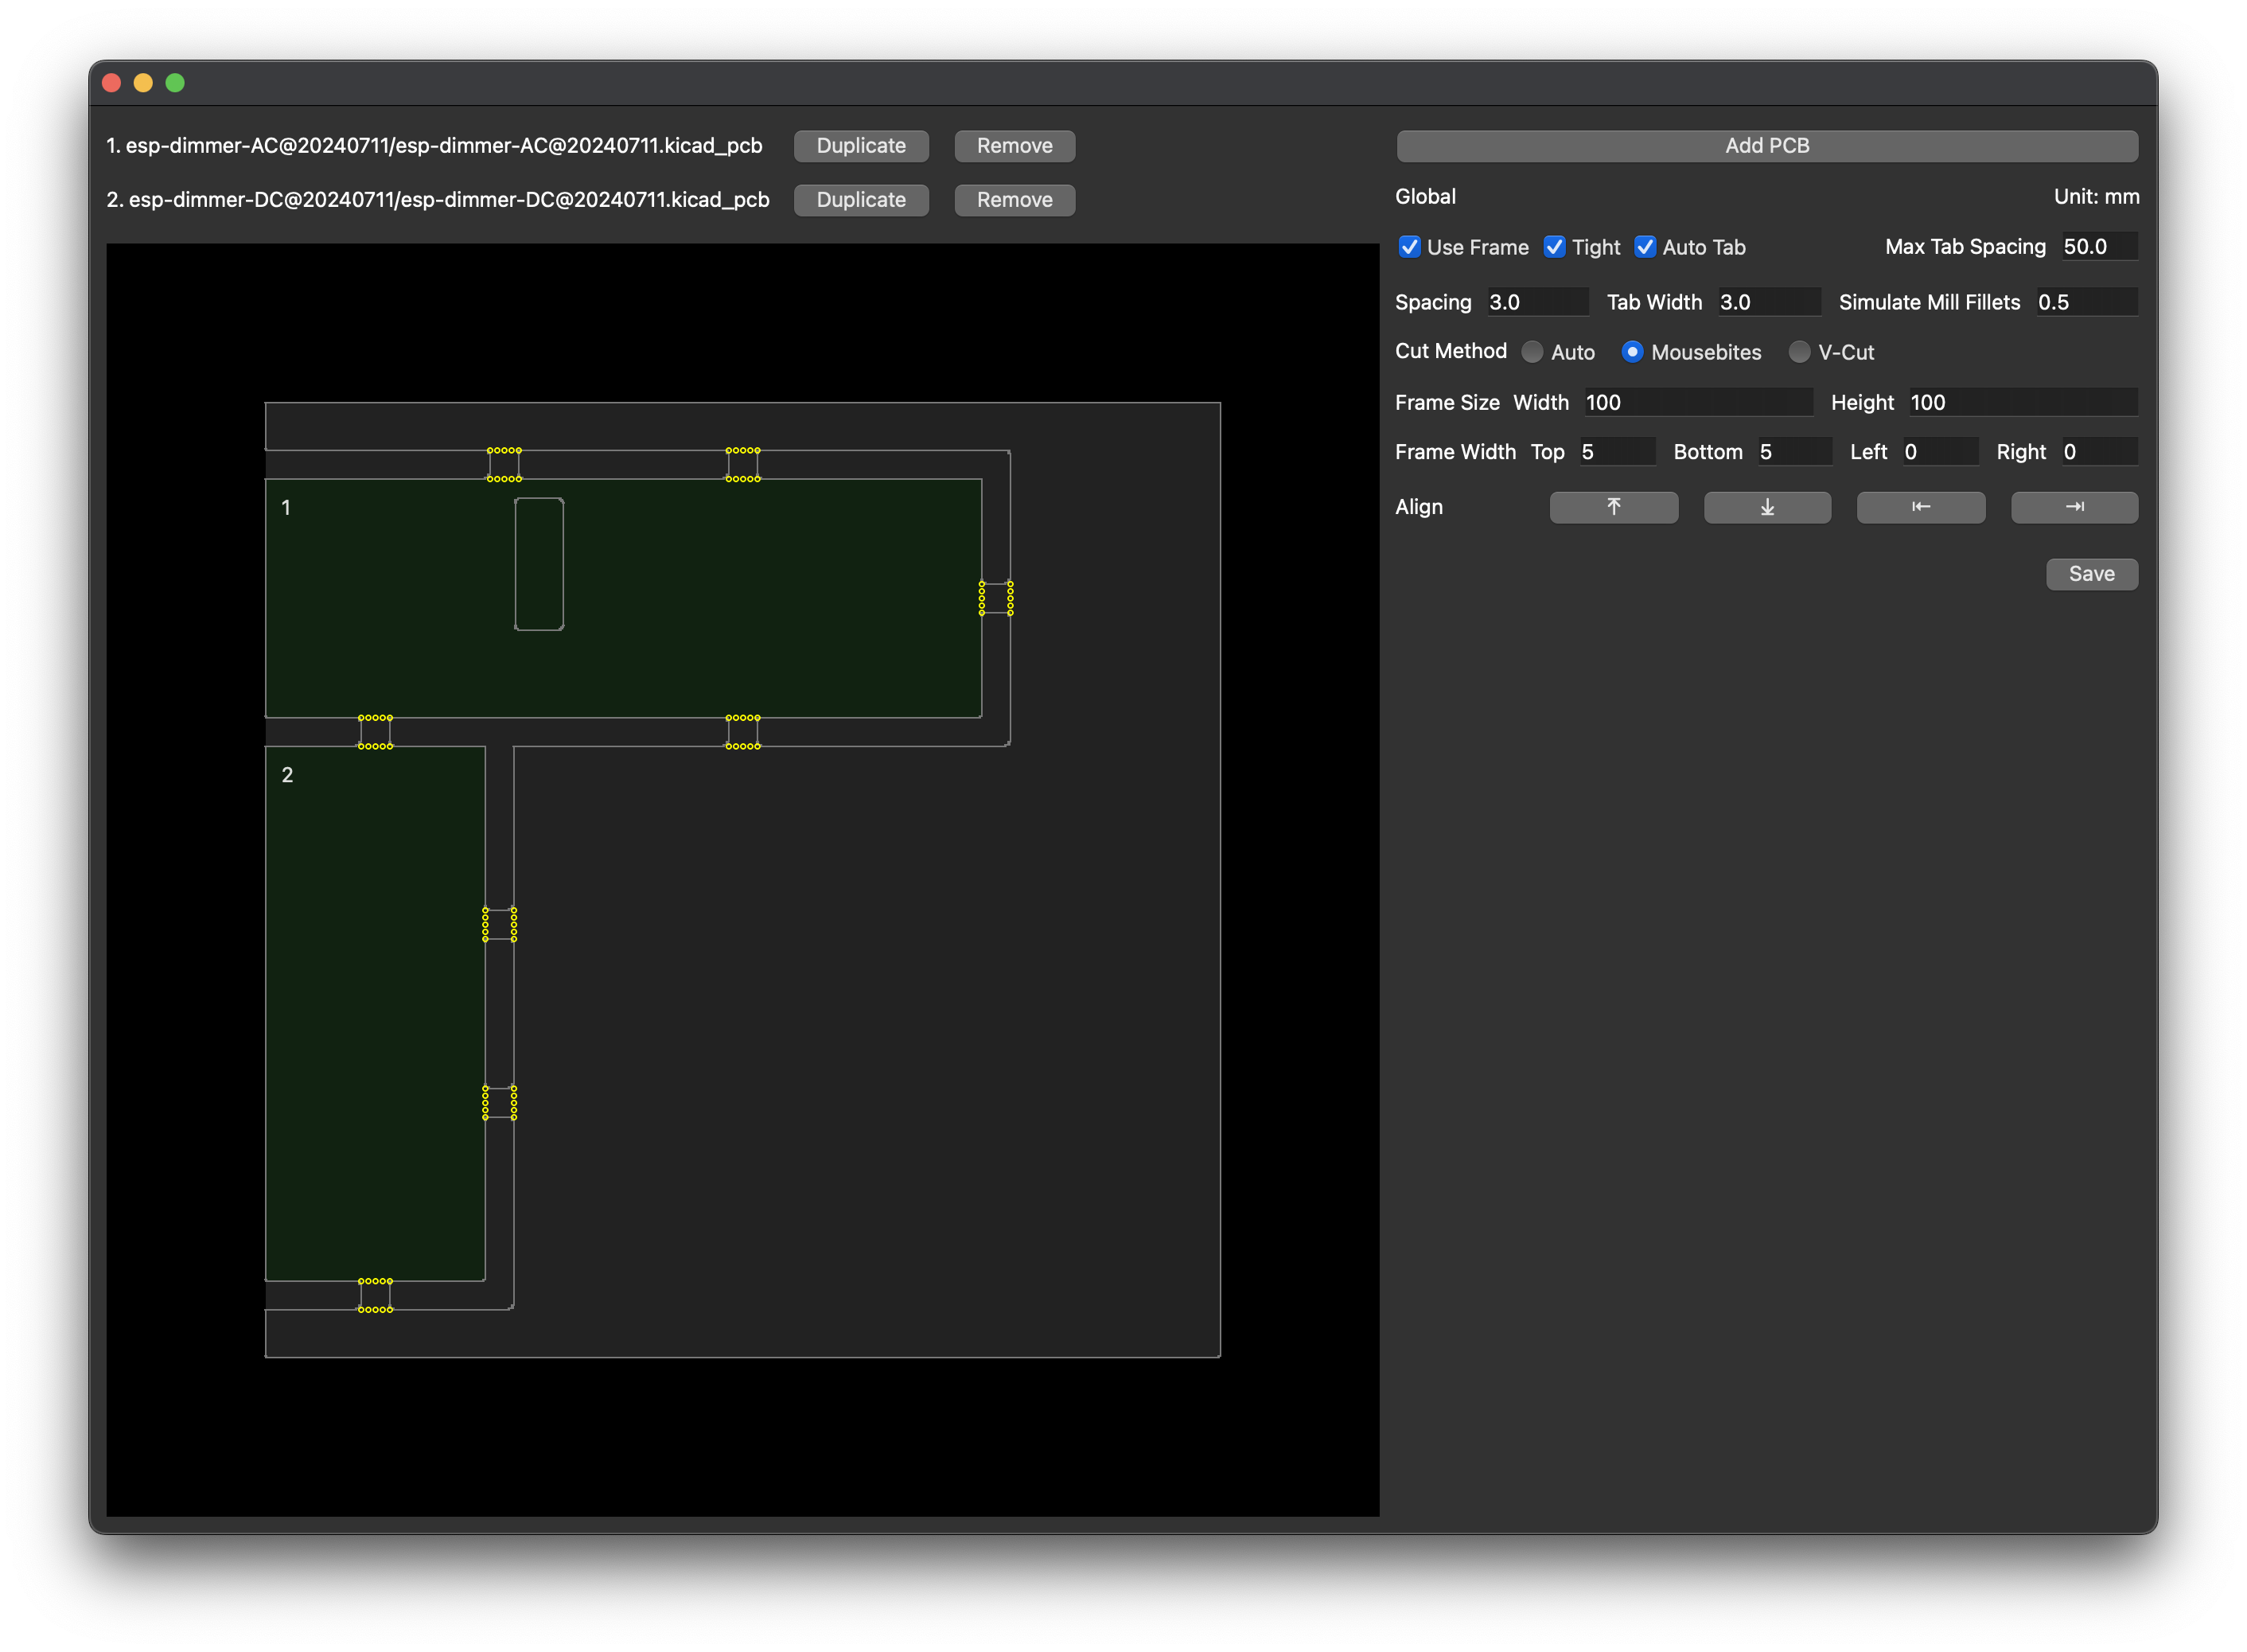 1. esp-dimmer-AC@20240711/esp-dimmer-AC@20240711.kicad_pcb Duplicate Remove
2. esp-dimmer-DC@20240711/esp-dimmer-DC@20240711.kicad_pcb Duplicate Remove
1
2
Add PCB
Global Unit: mm
Use Frame Tight Auto Tab Max Tab Spacing 50.0
Spacing 3.0 Tab Width 3.0 Simulate Mill Fillets 0.5
Cut Method Auto Mousebites V-Cut
Frame Size Width 100 Height 100
Frame Width Top 5 Bottom 5 Left 0 Right 0
Align
Save